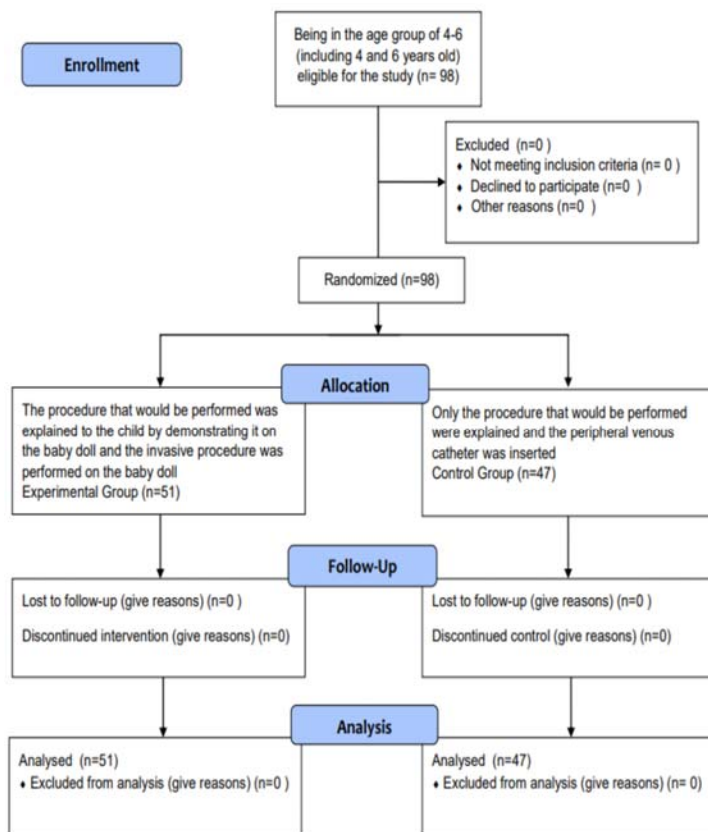 Enrollment
Being in the age group of 4-6
(including 4 and 6 years old)
eligible for the study (n= 98)
Excluded (n=0 )
♦ Not meeting inclusion criteria (n= 0 )
♦ Declined to participate (n=0 )
♦ Other reasons (n=0 )
Randomized (n=98)
Allocation
The procedure that would be performed was
explained to the child by demonstrating it on
the baby doll and the invasive procedure was
performed on the baby doll
Experimental Group (n=51)
Only the procedure that would be performed
were explained and the peripheral venous
catheter was inserted
Control Group (n=47)
Follow-Up
Lost to follow-up (give reasons) (n=0 )
Discontinued intervention (give reasons) (n=0)
Lost to follow-up (give reasons) (n=0 )
Discontinued control (give reasons) (n=0)
Analysis
Analysed (n=51)
♦ Excluded from analysis (give reasons) (n=0 )
Analysed (n=47)
♦ Excluded from analysis (give reasons) (n= 0)